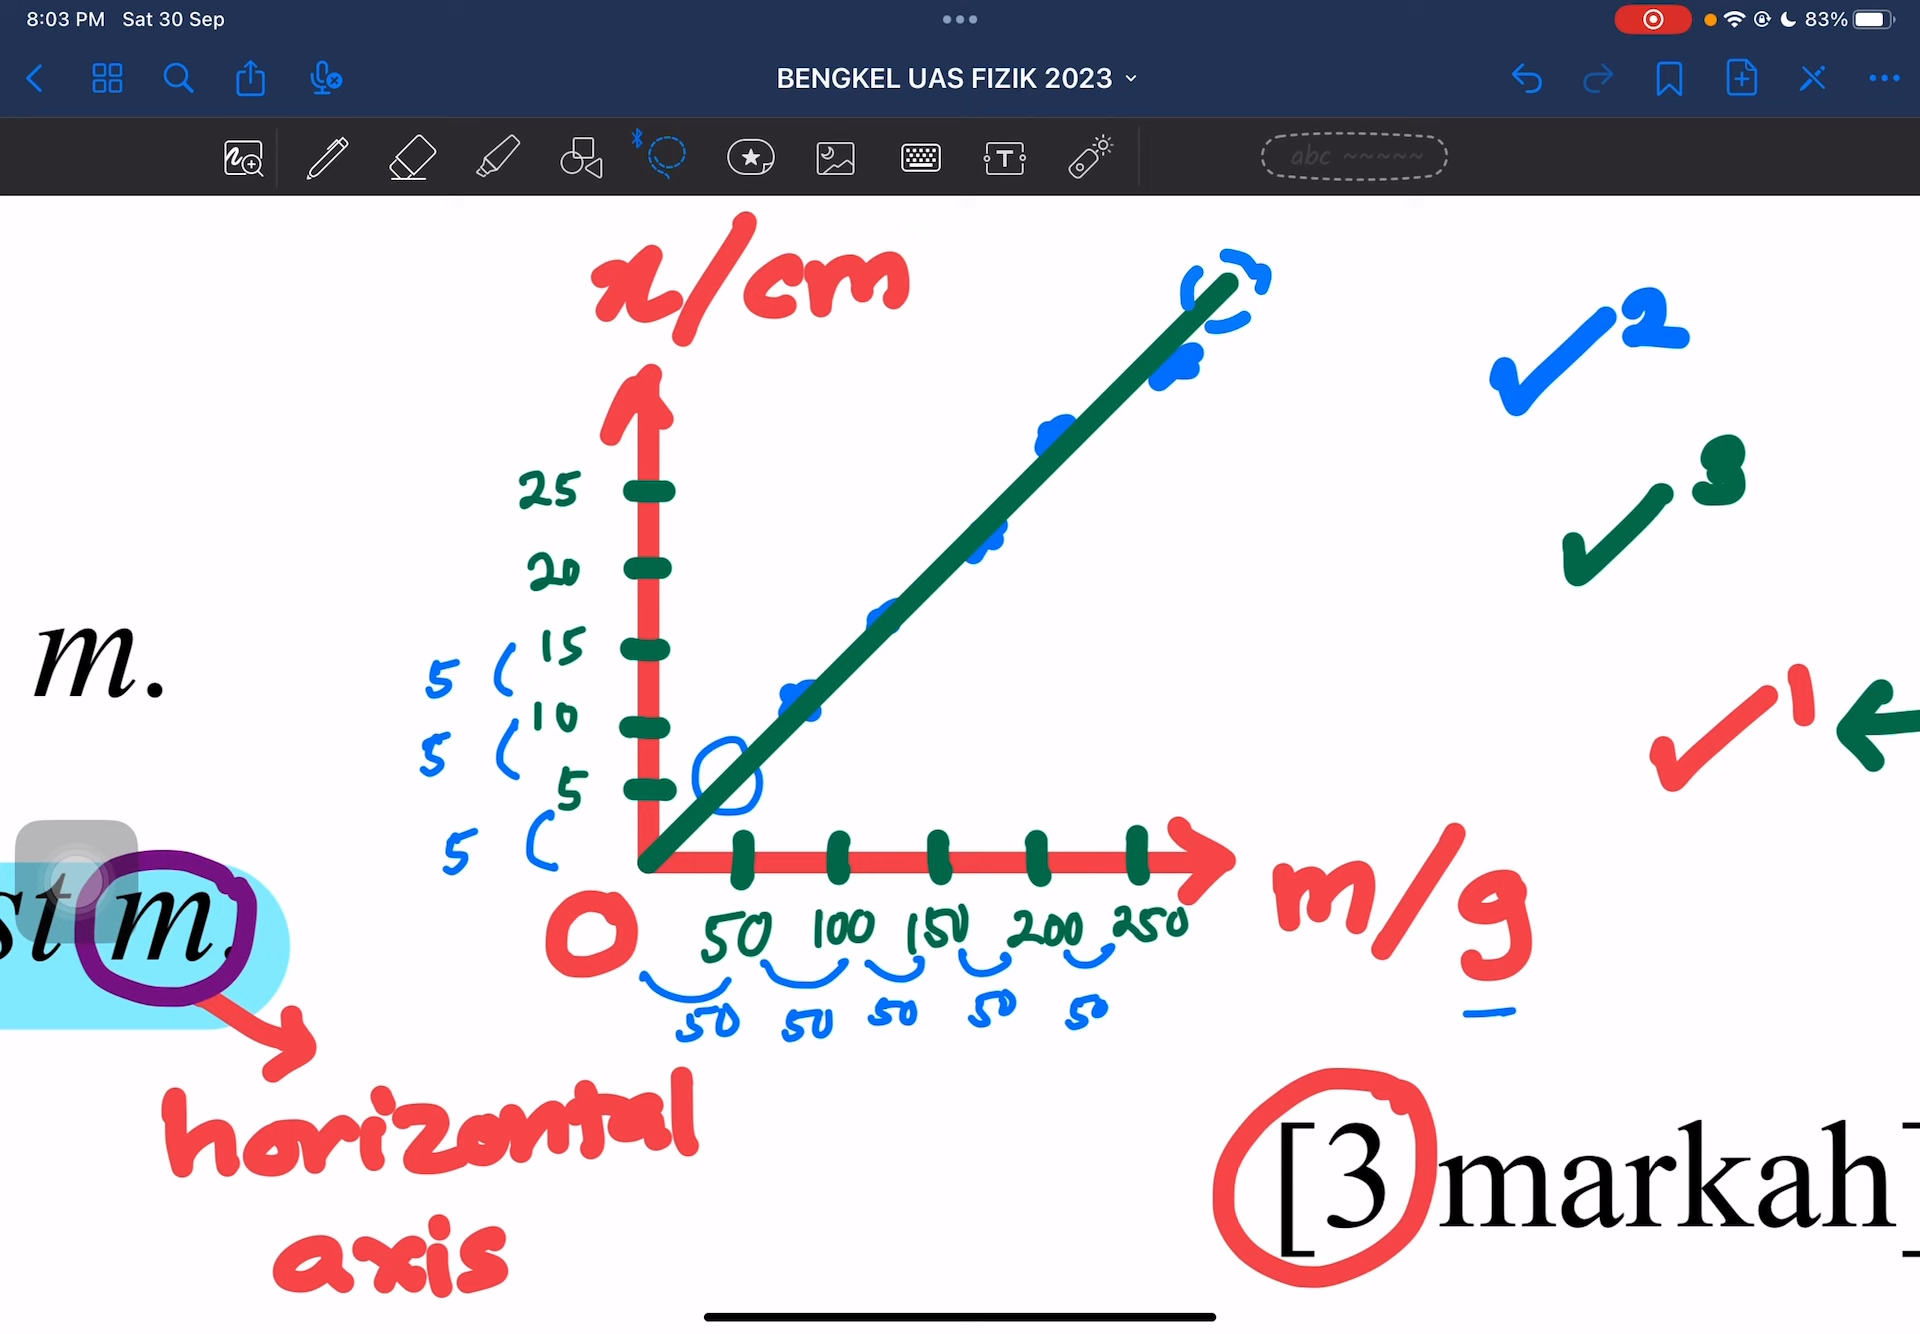 8:03 PM Sat 30 Sep
83%
BENGKEL UAS FIZIK 2023
T
abc
x/cm
2
25
3
20
m.
15
5
1
10
5
5
5
st m.
0
50 100 150 200 250
m/g
50 50 50 50 50
horizontal
axis
[3 markah]